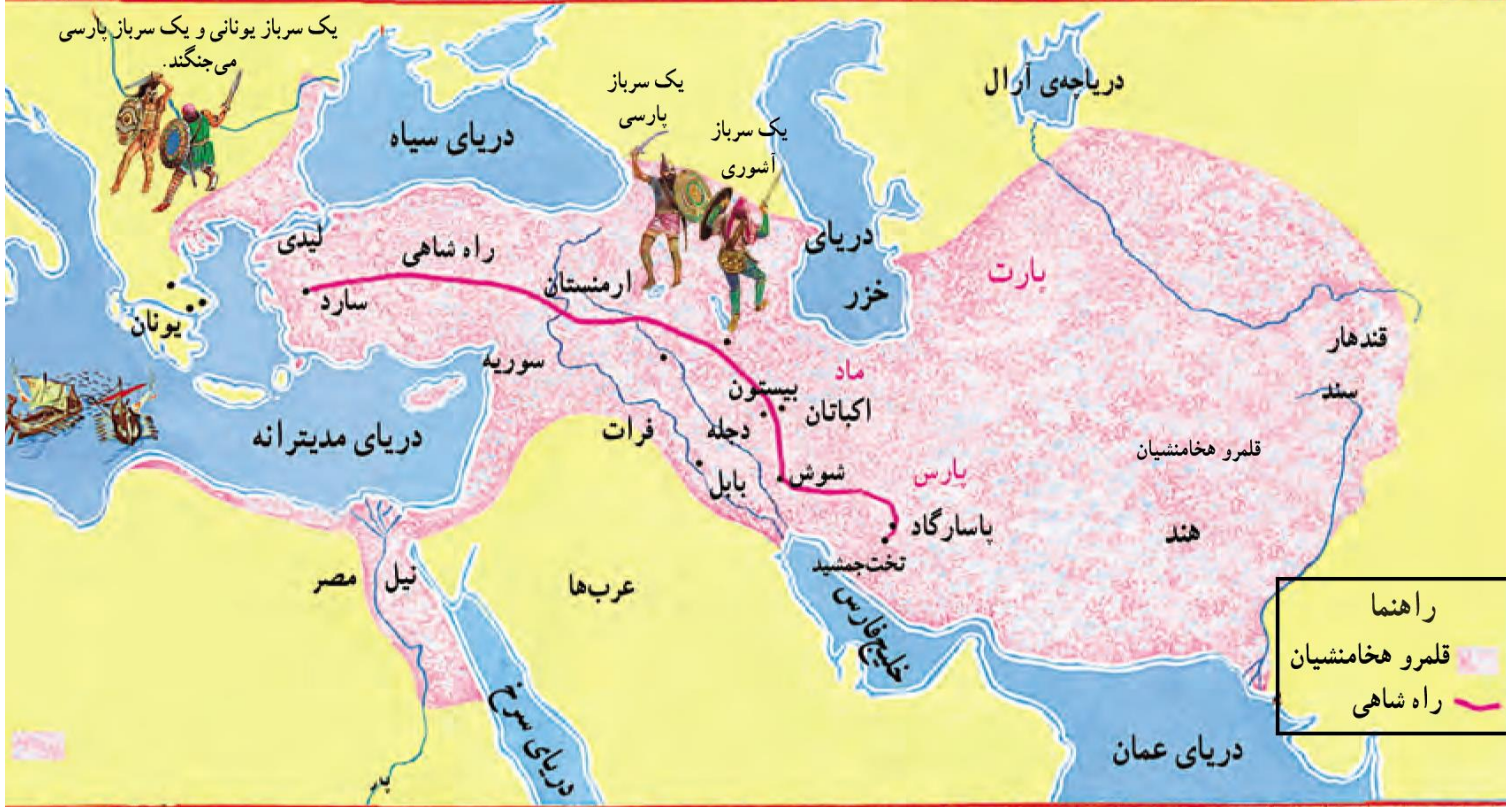 یک سرباز یونانی و یک سرباز پارسی
می‌جنگند.
یک سرباز
پارسی
یک سرباز
آشوری
دریاچه‌ی آرال
دریای سیاه
دریای
خزر
پارت
لیدی
راه شاهی
سارد
ارمنستان
یونان
قندهار
سند
سوریه
ماد
بیستون
اکباتان
دریای مدیترانه
فرات
دجله
قلمرو هخامنشیان
بابل
شوش
پارس
پاسارگاد
هند
تخت‌جمشید
مصر
نیل
عرب‌ها
خلیج‌فارس
دریای سرخ
دریای عمان
راهنما
قلمرو هخامنشیان
راه شاهی